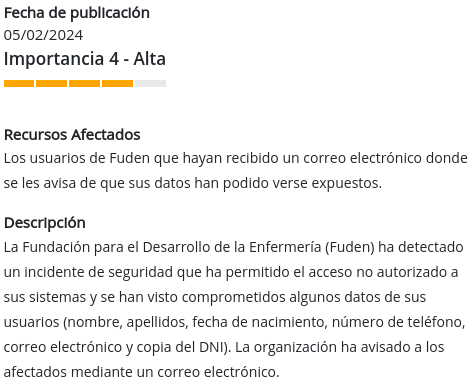 Fecha de publicación
05/02/2024
Importancia 4 - Alta
Recursos Afectados
Los usuarios de Fuden que hayan recibido un correo electrónico donde
se les avisa de que sus datos han podido verse expuestos.
Descripción
La Fundación para el Desarrollo de la Enfermería (Fuden) ha detectado
un incidente de seguridad que ha permitido el acceso no autorizado a
sus sistemas y se han visto comprometidos algunos datos de sus
usuarios (nombre, apellidos, fecha de nacimiento, número de teléfono,
correo electrónico y copia del DNI). La organización ha avisado a los
afectados mediante un correo electrónico.